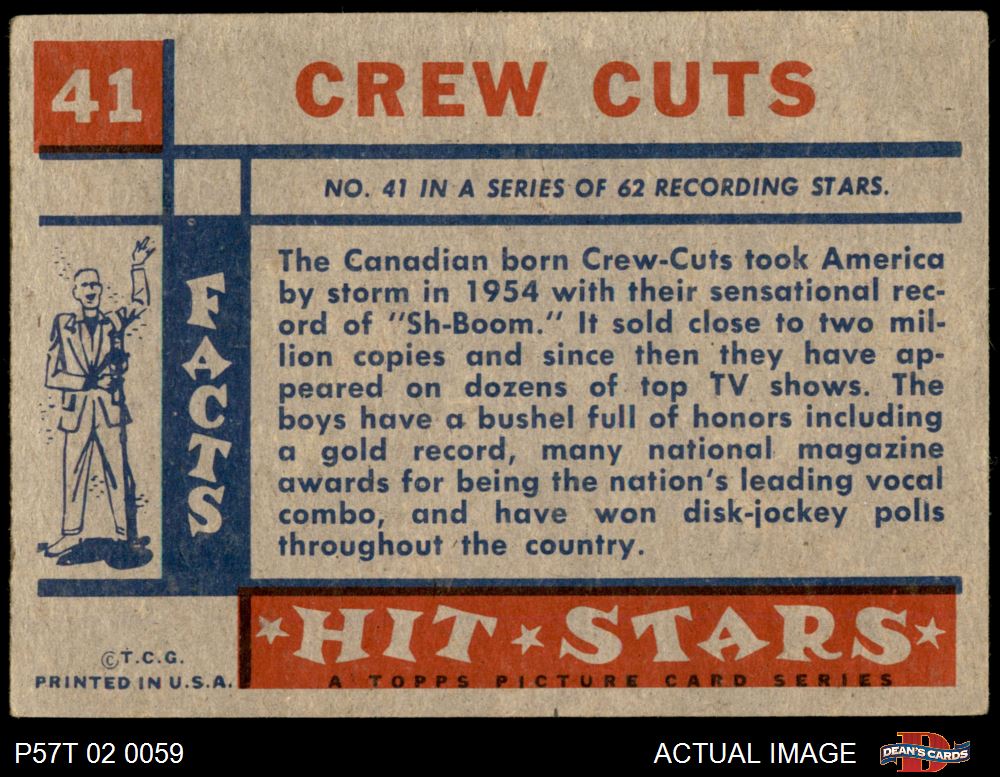 41
CREW CUTS
NO. 41 IN A SERIES OF 62 RECORDING STARS.
FACTS
The Canadian born Crew-Cuts took America
by storm in 1954 with their sensational rec-
ord of "Sh-Boom." It sold close to two mil-
lion copies and since then they have ap-
peared on dozens of top TV shows. The
boys have a bushel full of honors including
a gold record, many national magazine
awards for being the nation's leading vocal
combo, and have won disk-jockey polls
throughout the country.
HIT STARS
A TOPPS PICTURE CARD SERIES
©T.C.G.
PRINTED IN U.S.A.
P57T 02 0059
ACTUAL IMAGE
DEAN'S CARDS